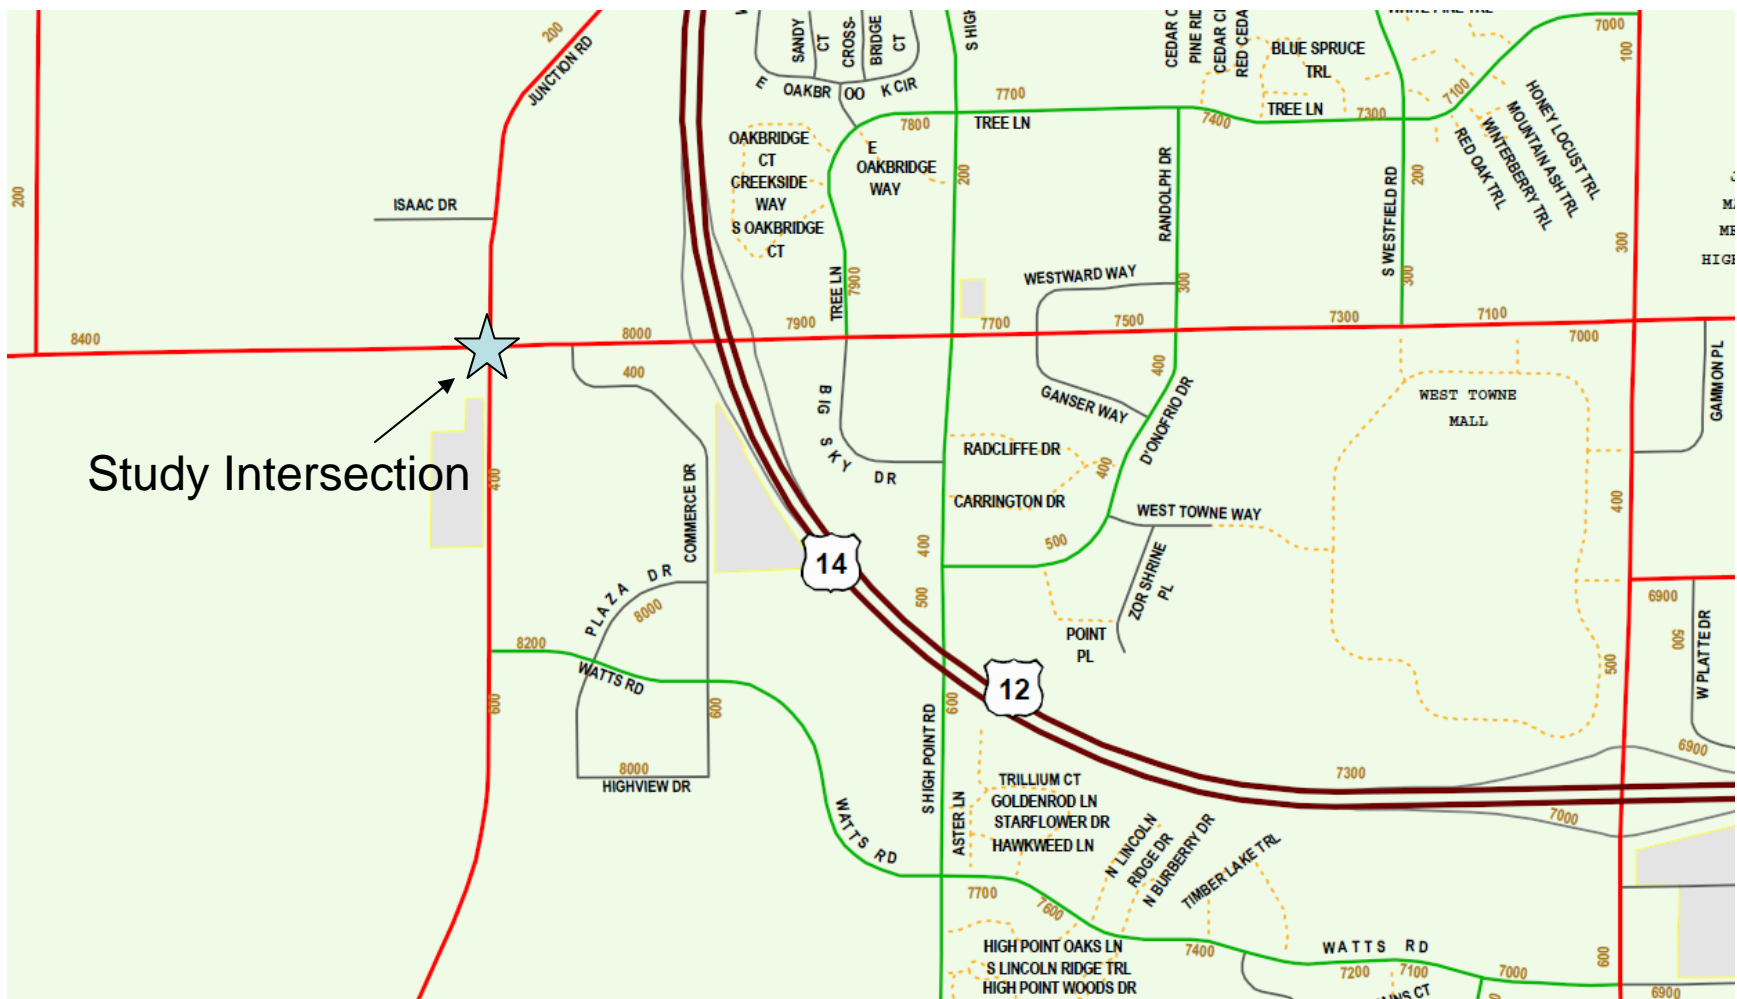 200
JUNCTION RD
SANDY
CT
CROSS-
BRIDGE
CT
E OAKBROOK CIR
S HIGH
CEDAR C
PINE RID
CEDAR CI
RED CEDA
BLUE SPRUCE
TRL
7000
100
7700
7100
TREE LN
7400
TREE LN
7300
7800
HONEY LOCUST TRL
MOUNTAIN ASH TRL
WINTERBERRY TRL
RED OAK TRL
OAKBRIDGE
CT
CREEKSIDE
WAY
S OAKBRIDGE
CT
E
OAKBRIDGE
WAY
200
200
ISAAC DR
RANDOLPH DR
S WESTFIELD RD
200
300
MA
ME
HIGH
TREE LN
7900
WESTWARD WAY
300
300
8400
8000
7900
7700
7500
7300
7100
7000
400
400
GAMMON PL
BIG SKY DR
GANSER WAY
D'ONOFRIO DR
WEST TOWNE
MALL
Study Intersection
400
RADCLIFFE DR
400
CARRINGTON DR
WEST TOWNE WAY
400
COMMERCE DR
400
500
14
ZOR SHRINE
PL
PLAZA DR
8000
500
6900
500
W PLATTE DR
POINT
PL
8200
WATTS RD
500
600
600
S HIGH POINT RD
600
12
6900
8000
HIGHVIEW DR
7300
7000
TRILLIUM CT
GOLDENROD LN
STARFLOWER DR
HAWKWEED LN
ASTER LN
WATTS RD
N LINCOLN
RIDGE DR
N BURBERRY DR
TIMBER LAKE TRL
7700
7600
7400
WATTS RD
600
HIGH POINT OAKS LN
S LINCOLN RIDGE TRL
HIGH POINT WOODS DR
7200
7100
7000
6900